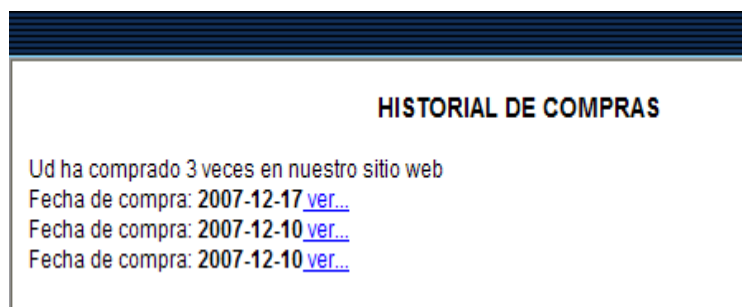 HISTORIAL DE COMPRAS
Ud ha comprado 3 veces en nuestro sitio web
Fecha de compra: 2007-12-17 ver...
Fecha de compra: 2007-12-10 ver...
Fecha de compra: 2007-12-10 ver...